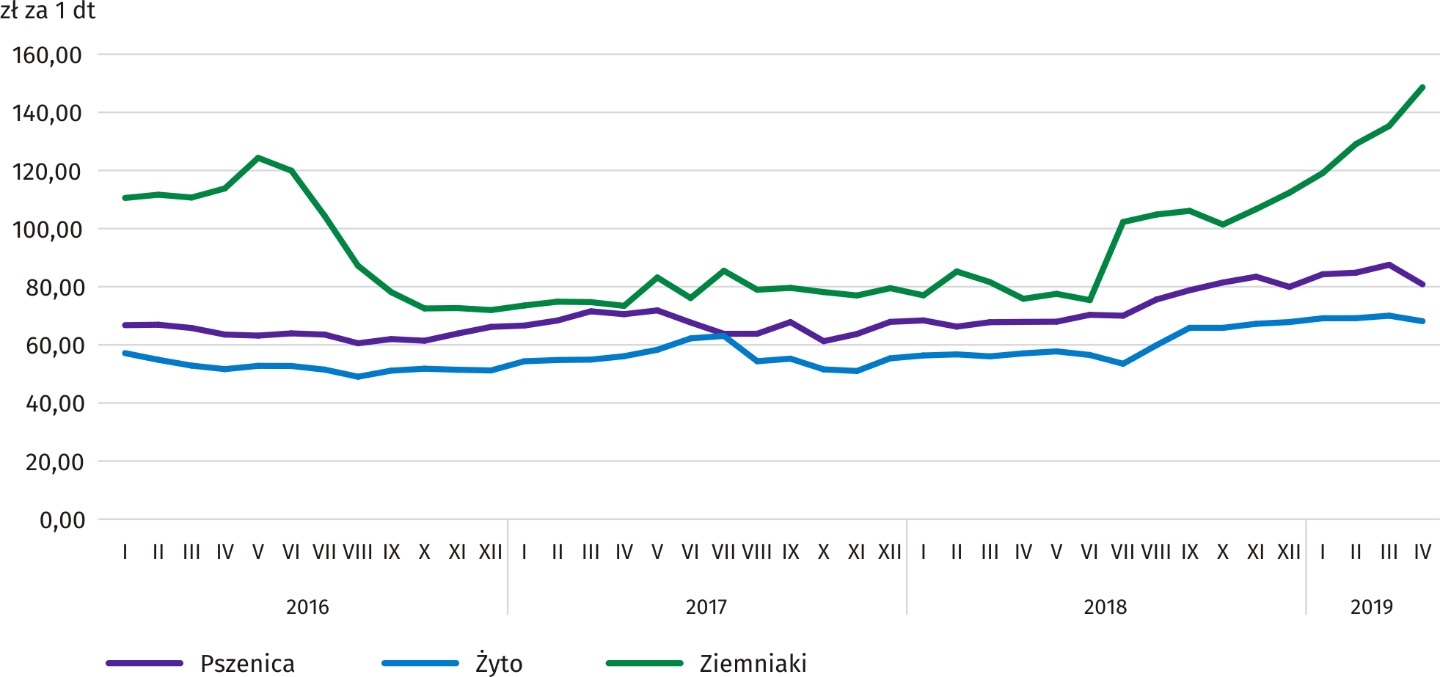 zł za 1 dt
160,00
140,00
120,00
100,00
80,00
60,00
40,00
20,00
0,00
I II III IV V VI VII VIII IX X XI XII I II III IV V VI VII VIII IX X XI XII I II III IV V VI VII VIII IX X XI XII I II III IV
2016 2017 2018 2019
Pszenica Żyto Ziemniaki